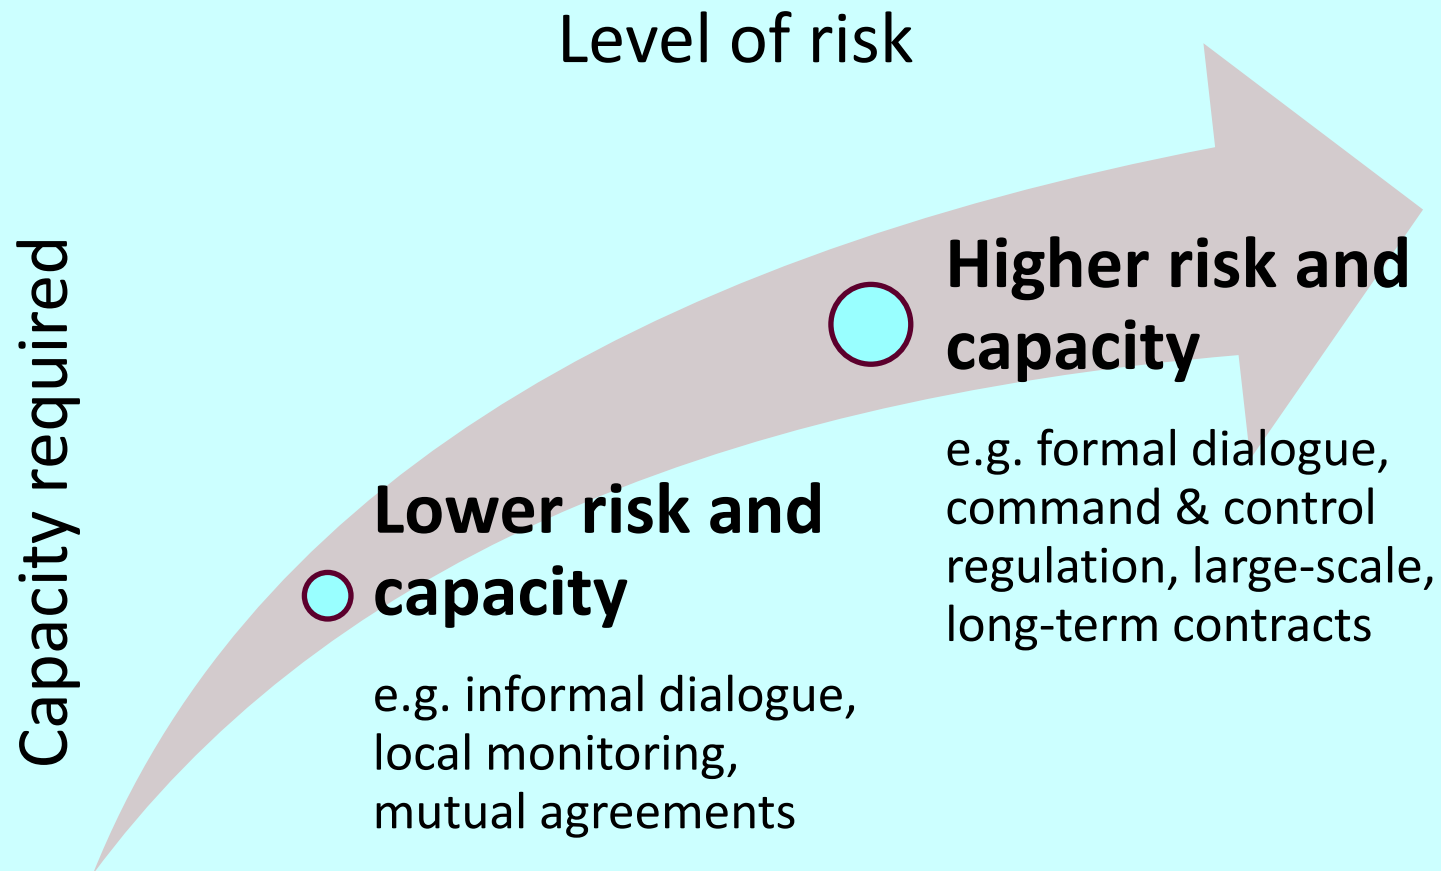 Level of risk
Capacity required
Higher risk and
capacity
e.g. formal dialogue,
command & control
regulation, large-scale,
long-term contracts
Lower risk and
capacity
e.g. informal dialogue,
local monitoring,
mutual agreements